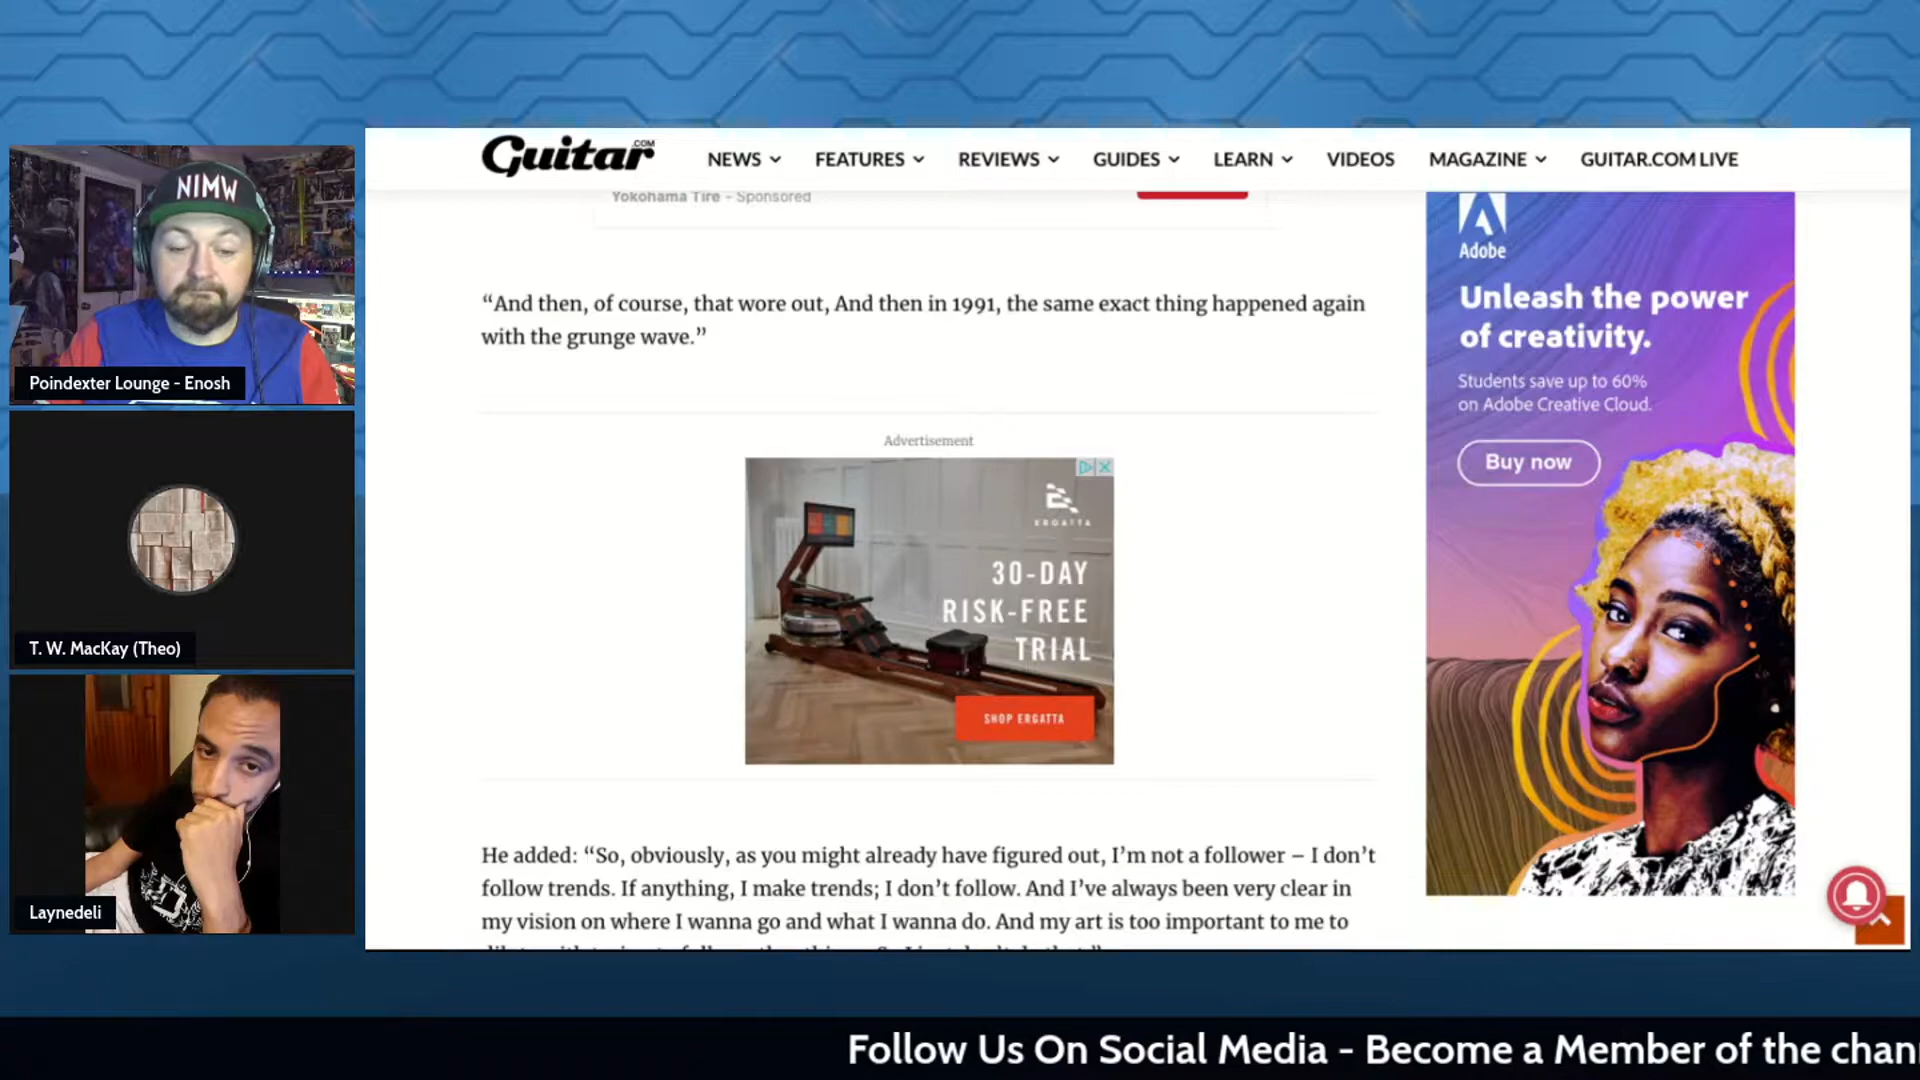 Guitar.COM
NEWS
FEATURES
REVIEWS
GUIDES
LEARN
VIDEOS
MAGAZINE
GUITAR.COM LIVE
Yokohama Tire - Sponsored
NIMW
Poindexter Lounge - Enosh
T. W. MacKay (Theo)
Laynedeli
“And then, of course, that wore out, And then in 1991, the same exact thing happened again
with the grunge wave.”
Advertisement
ERGATTA
30-DAY
RISK-FREE
TRIAL
SHOP ERGATTA
He added: “So, obviously, as you might already have figured out, I’m not a follower – I don’t
follow trends. If anything, I make trends; I don’t follow. And I’ve always been very clear in
my vision on where I wanna go and what I wanna do. And my art is too important to me to
Adobe
Unleash the power
of creativity.
Students save up to 60%
on Adobe Creative Cloud.
Buy now
Follow Us On Social Media - Become a Member of the chan